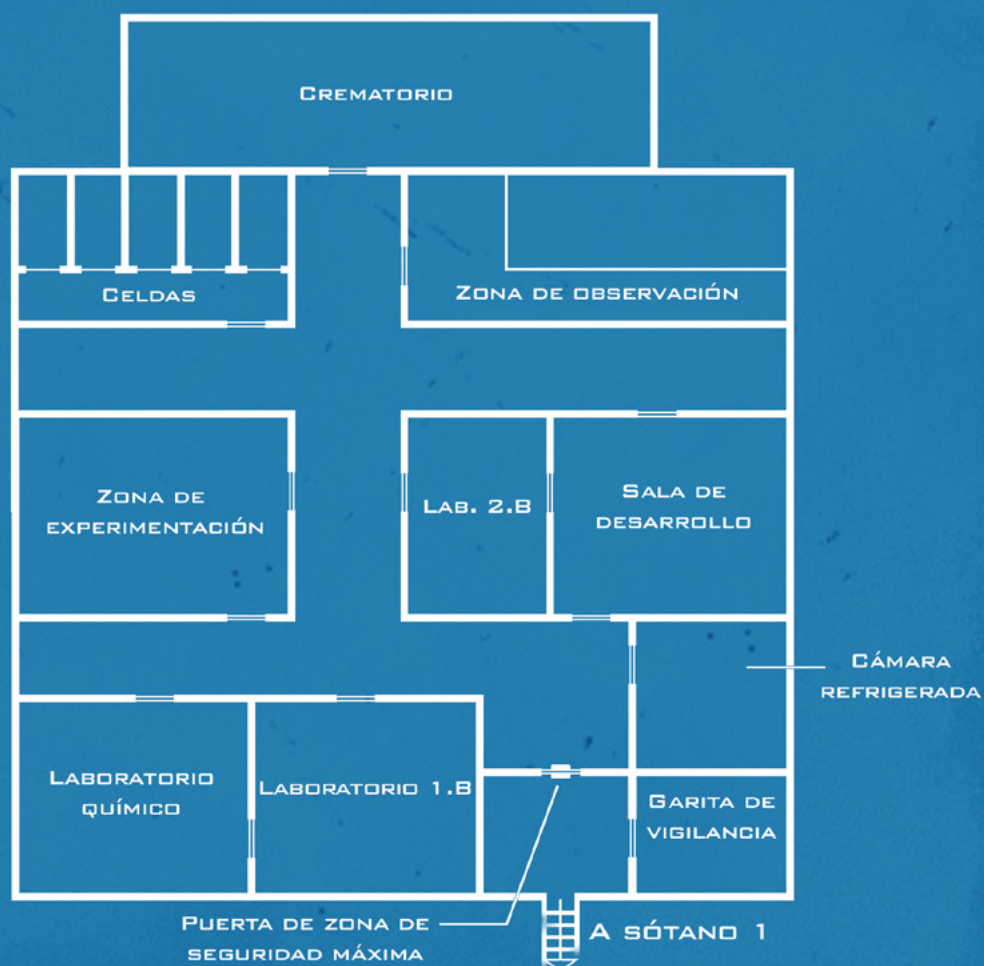 CREMATORIO
CELDAS
ZONA DE OBSERVACIÓN
ZONA DE
EXPERIMENTACIÓN
LAB. 2.B
SALA DE
DESARROLLO
CÁMARA
REFRIGERADA
LABORATORIO
QUÍMICO
LABORATORIO 1.B
GARITA DE
VIGILANCIA
PUERTA DE ZONA DE
SEGURIDAD MÁXIMA
A SÓTANO 1